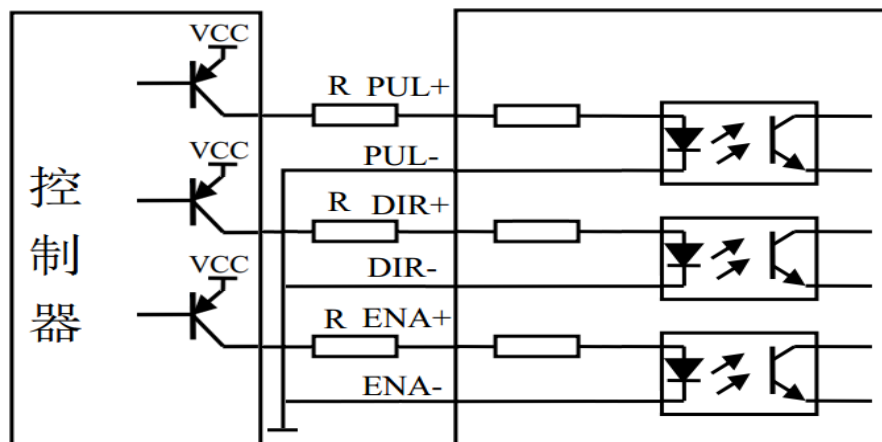 VCC
R PUL+
PUL-
VCC
R DIR+
DIR-
VCC
R ENA+
ENA-
控制器